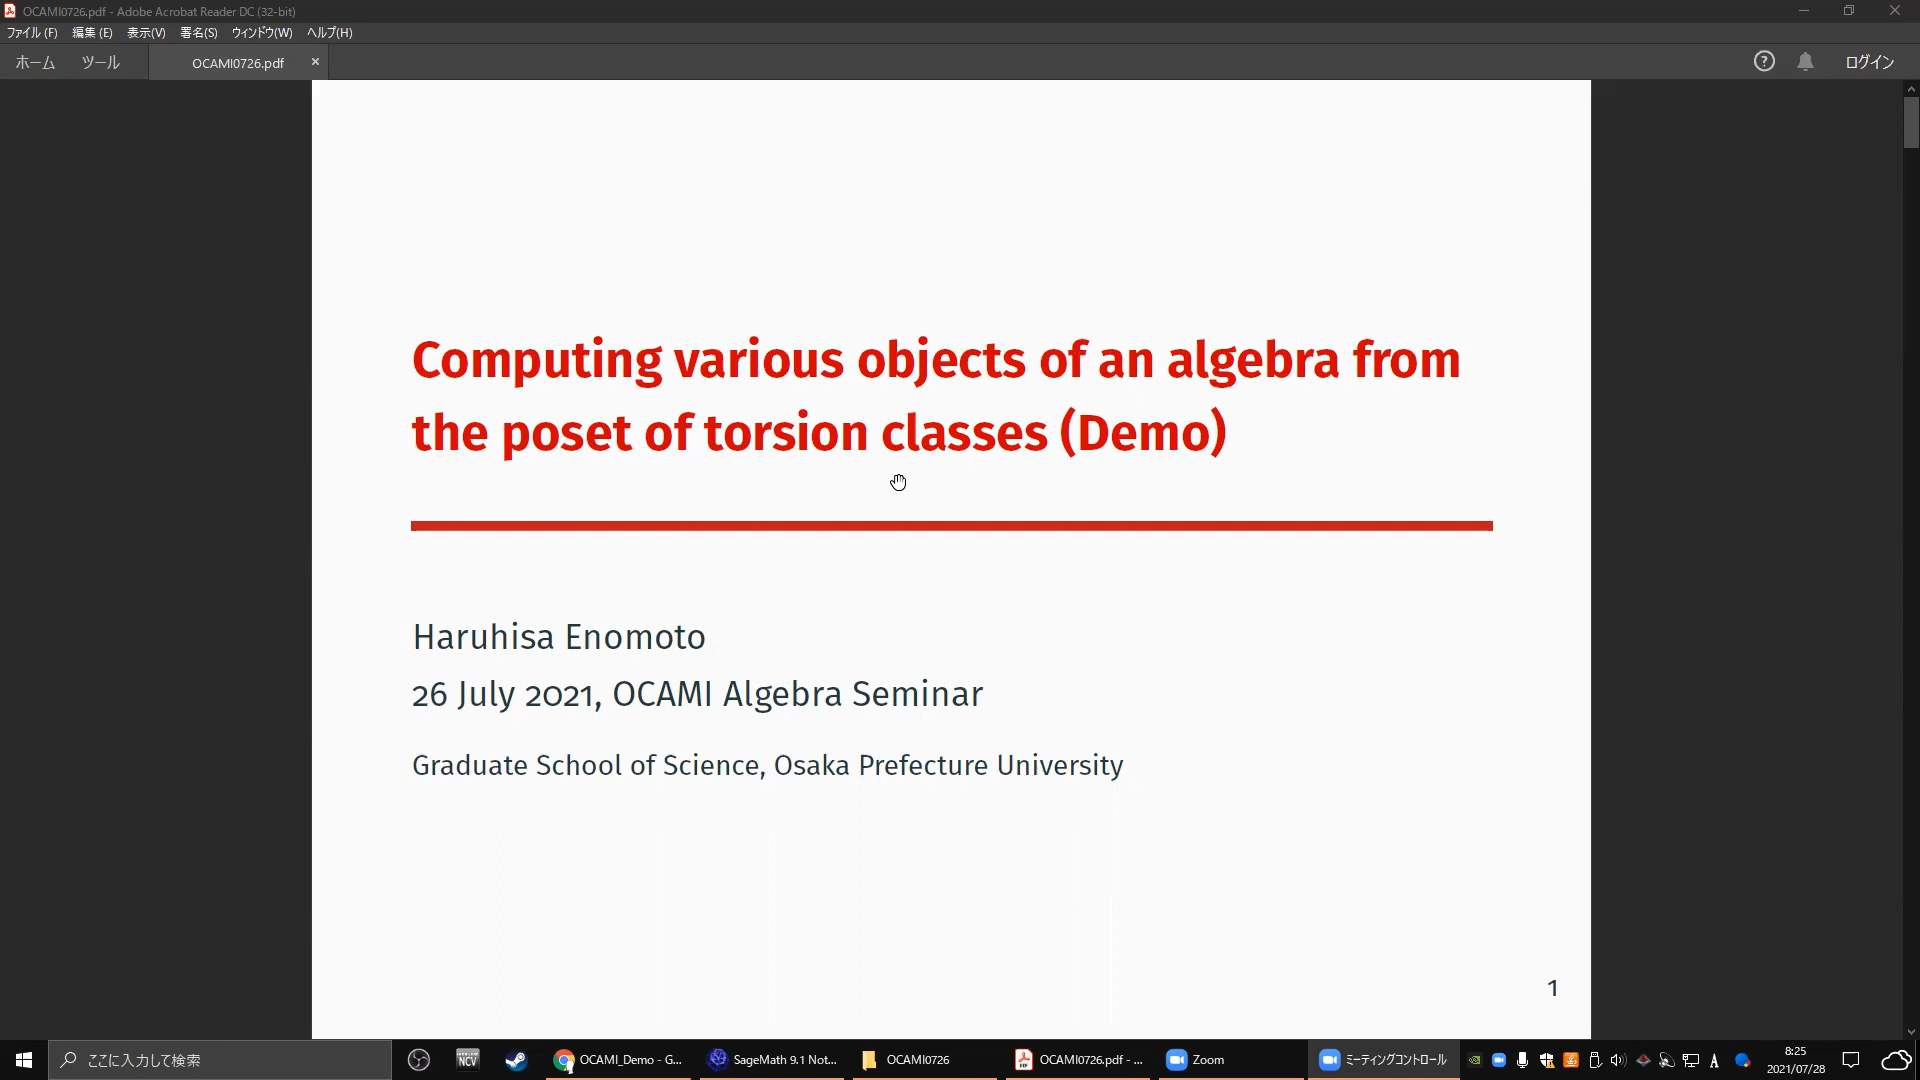 OCAMI0726.pdf - Adobe Acrobat Reader DC (32-bit)
ファイル(F) 編集(E) 表示(V) 署名(S) ウィンドウ(W) ヘルプ(H)
ホーム ツール OCAMI0726.pdf × ? ログイン
Computing various objects of an algebra from
the poset of torsion classes (Demo)
Haruhisa Enomoto
26 July 2021, OCAMI Algebra Seminar
Graduate School of Science, Osaka Prefecture University
1
ここに入力して検索 NCV OCAMI_Demo - G... SageMath 9.1 Not... OCAMI0726 OCAMI0726.pdf - ... Zoom ミーティングコントロール A 8:25
2021/07/28